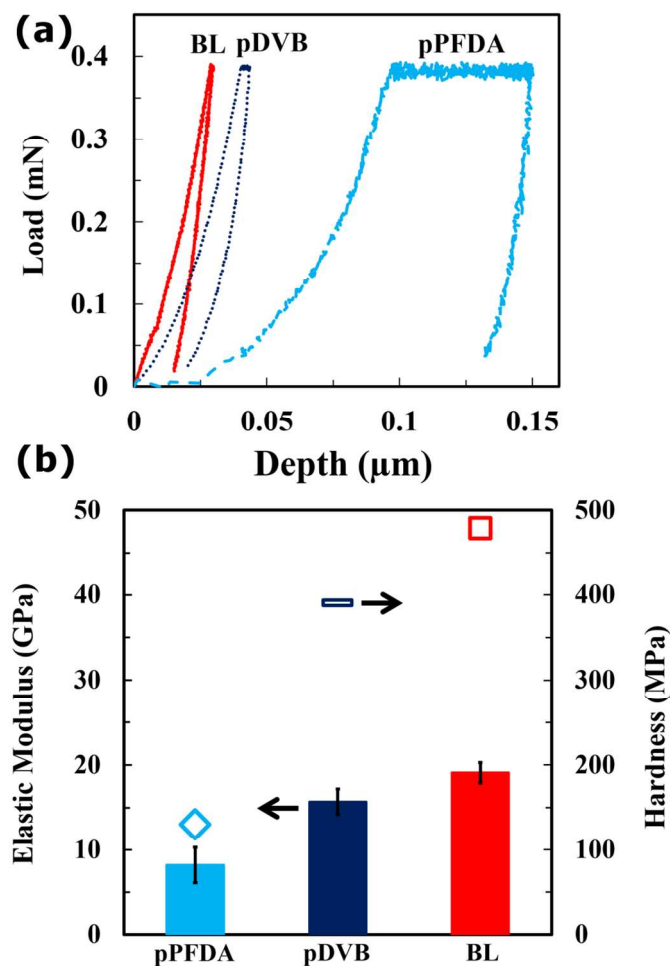 (a)
BL pDVB pPFDA
0.4
0.3
0.2
0.1
0
Load (mN)
0 0.05 0.1 0.15
Depth (μm)
(b)
50
40
30
20
10
0
Elastic Modulus (GPa)
500
400
300
200
100
0
Hardness (MPa)
pPFDA pDVB BL